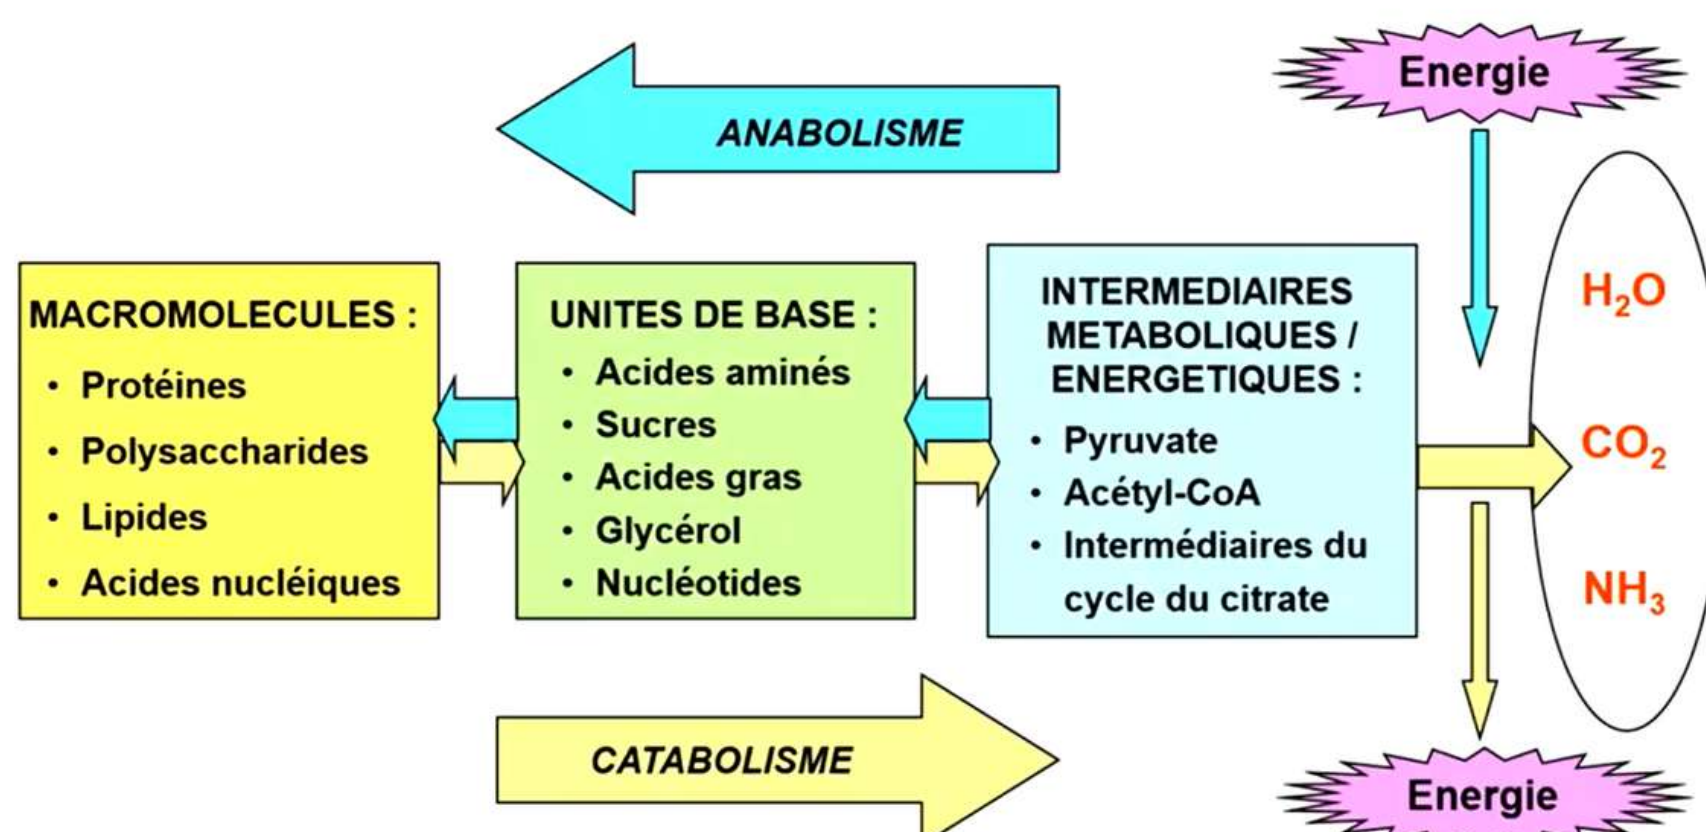 Energie
ANABOLISME
MACROMOLECULES :
• Protéines
• Polysaccharides
• Lipides
• Acides nucléiques
UNITES DE BASE :
• Acides aminés
• Sucres
• Acides gras
• Glycérol
• Nucléotides
INTERMEDIAIRES
METABOLIQUES /
ENERGETIQUES :
• Pyruvate
• Acétyl-CoA
• Intermédiaires du
cycle du citrate
H₂O
CO₂
NH₃
CATABOLISME
Energie